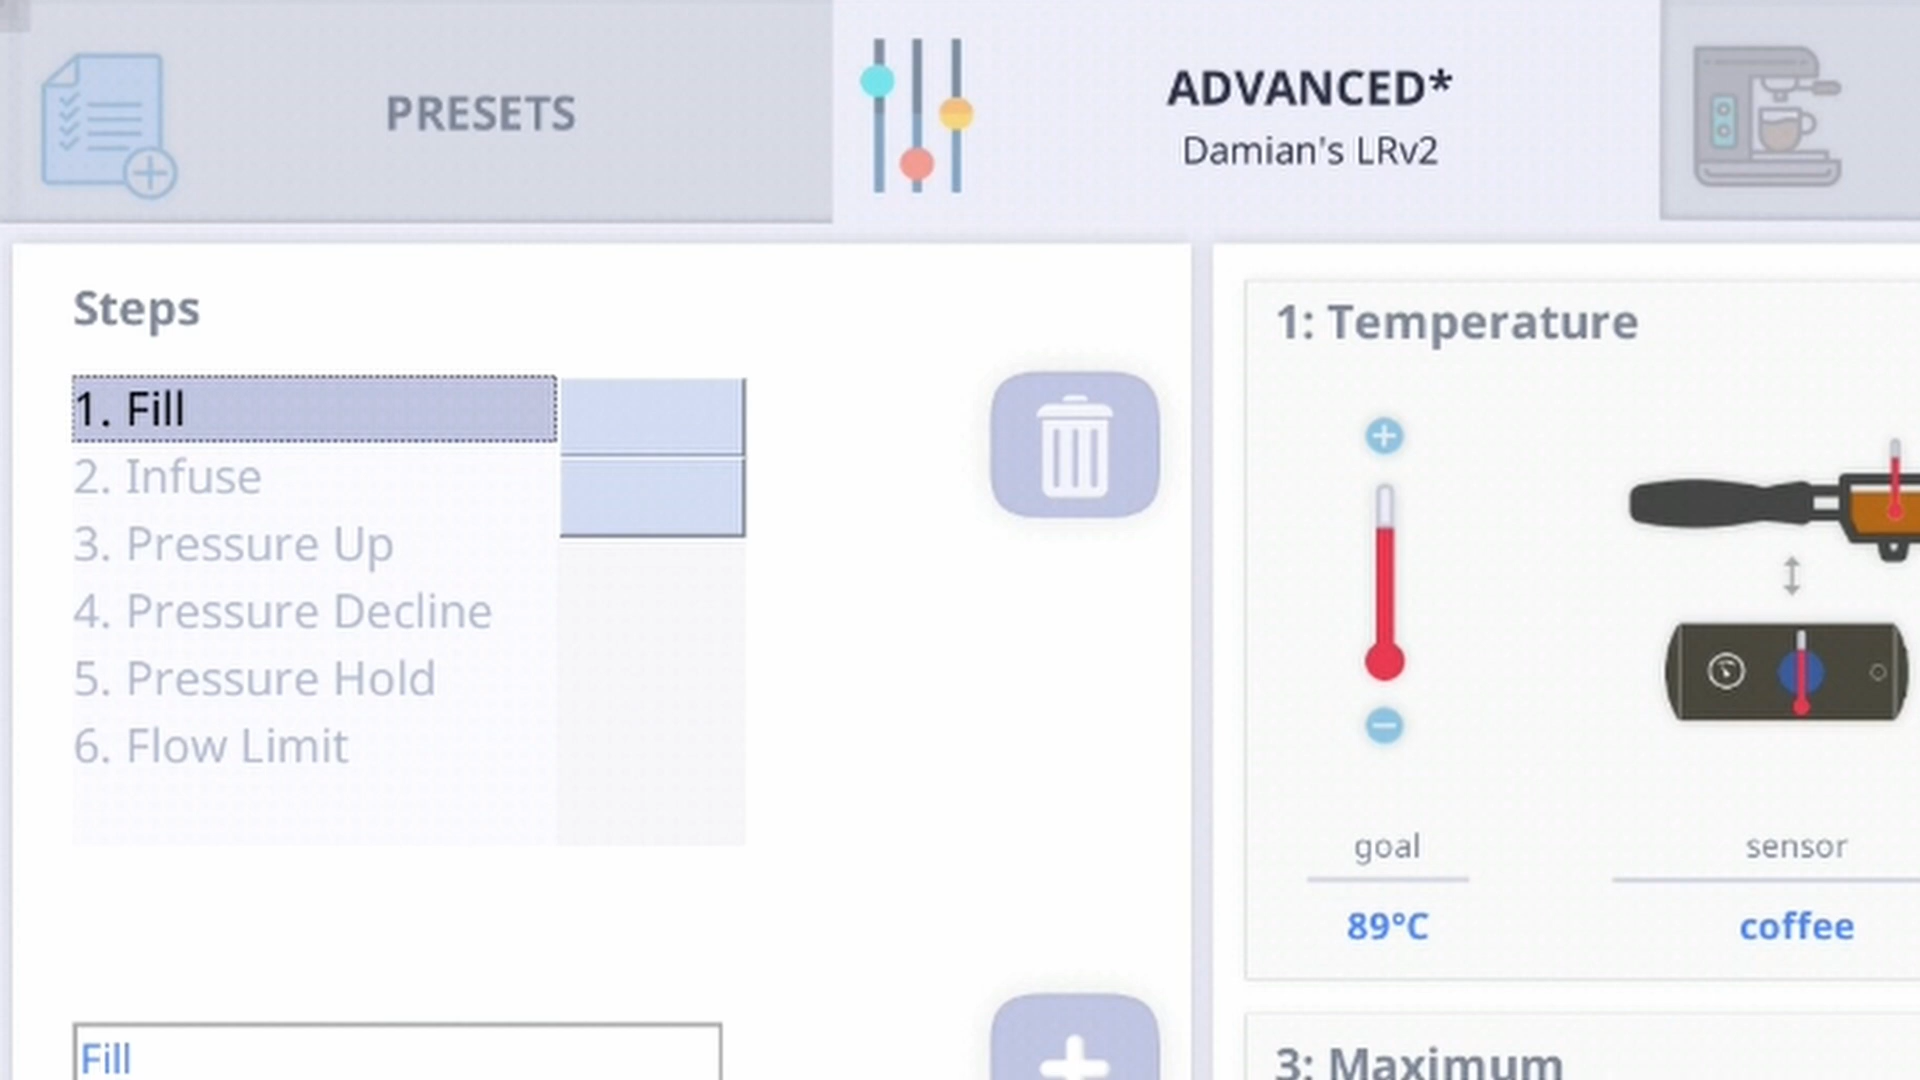 PRESETS
ADVANCED*
Damian's LRv2
Steps
1. Fill
2. Infuse
3. Pressure Up
4. Pressure Decline
5. Pressure Hold
6. Flow Limit
Fill
1: Temperature
goal
sensor
89°C
coffee
3: Maximum